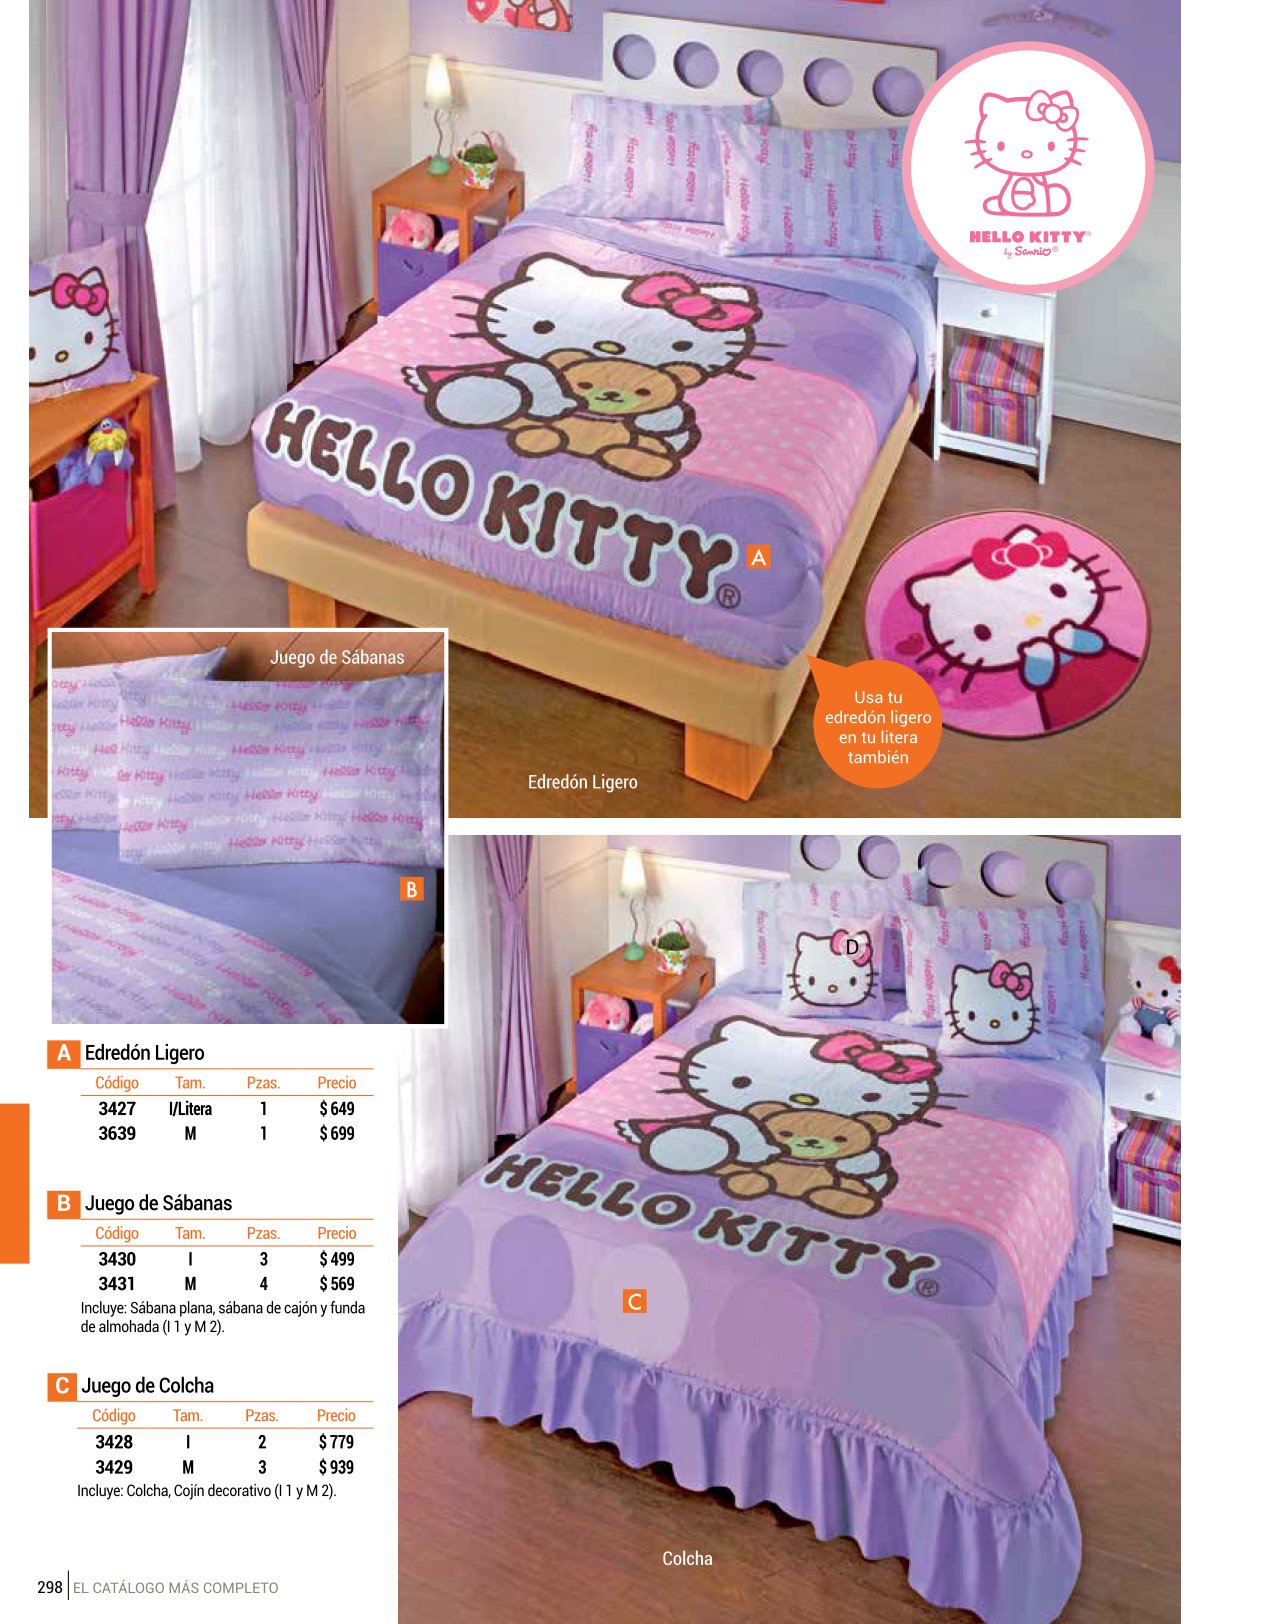 HELLO KITTY®
by Sanrio®
HELLO KITTY®
A
Usa tu
edredón ligero
en tu litera
también
Edredón Ligero
Juego de Sábanas
Hello Kitty
B
A Edredón Ligero
Código Tam. Pzas. Precio
3427 I/Litera 1 $ 649
3639 M 1 $ 699
B Juego de Sábanas
Código Tam. Pzas. Precio
3430 I 3 $ 499
3431 M 4 $ 569
Incluye: Sábana plana, sábana de cajón y funda
de almohada (I 1 y M 2).
C Juego de Colcha
Código Tam. Pzas. Precio
3428 I 2 $ 779
3429 M 3 $ 939
Incluye: Colcha, Cojín decorativo (I 1 y M 2).
D
HELLO KITTY®
C
Colcha
298 EL CATÁLOGO MÁS COMPLETO